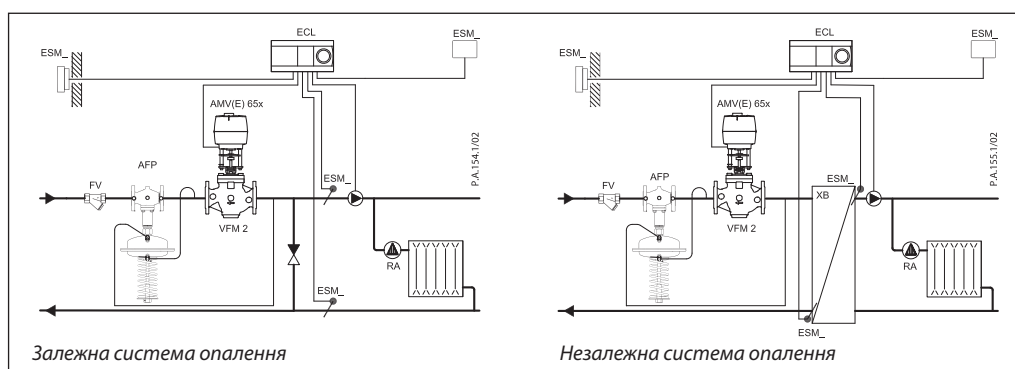 ECL
ESM_
ESM_
AMV(E) 65x
AFP
FV
VFM 2
ESM_
RA
ESM_
P.A.154.1/02
Залежна система опалення
ECL
ESM_
ESM_
AMV(E) 65x
AFP
FV
VFM 2
ESM_
XB
RA
ESM_
P.A.155.1/02
Незалежна система опалення